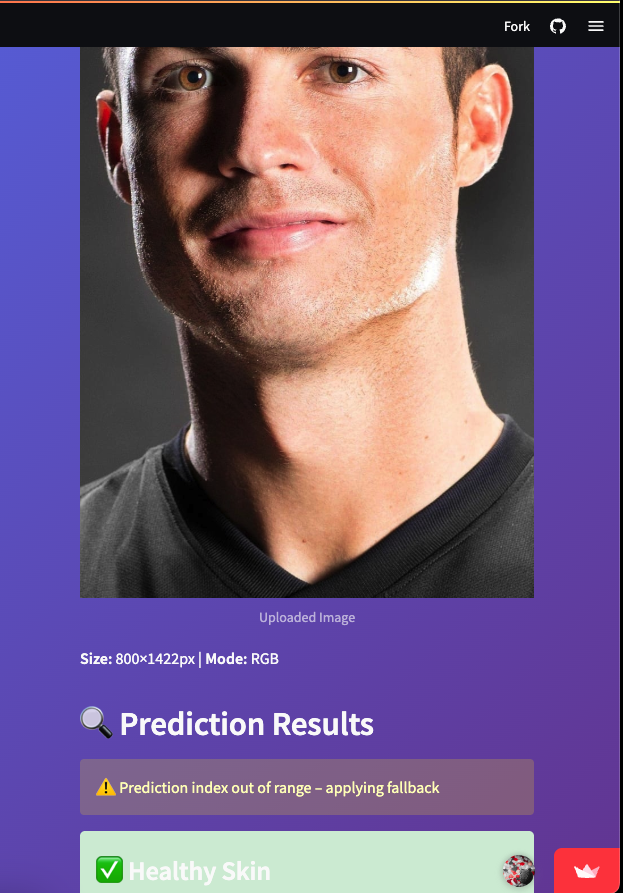 Fork
Uploaded Image
Size: 800×1422px | Mode: RGB
🔍 Prediction Results
⚠️ Prediction index out of range – applying fallback
✅ Healthy Skin